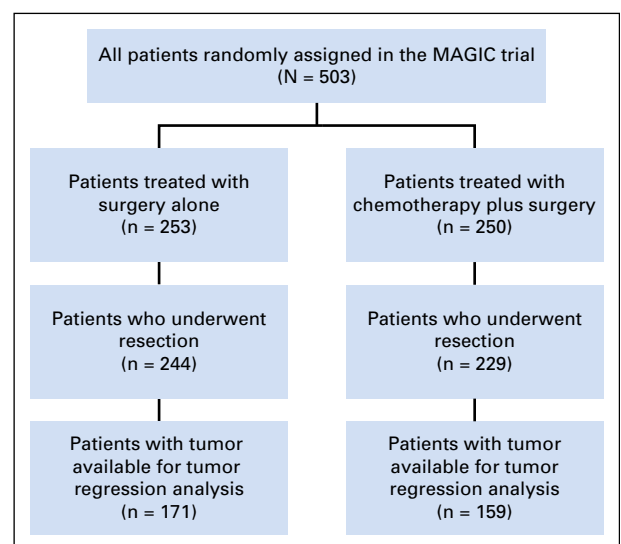 All patients randomly assigned in the MAGIC trial
(N = 503)
Patients treated with
surgery alone
(n = 253)
Patients treated with
chemotherapy plus surgery
(n = 250)
Patients who underwent
resection
(n = 244)
Patients who underwent
resection
(n = 229)
Patients with tumor
available for tumor
regression analysis
(n = 171)
Patients with tumor
available for tumor
regression analysis
(n = 159)